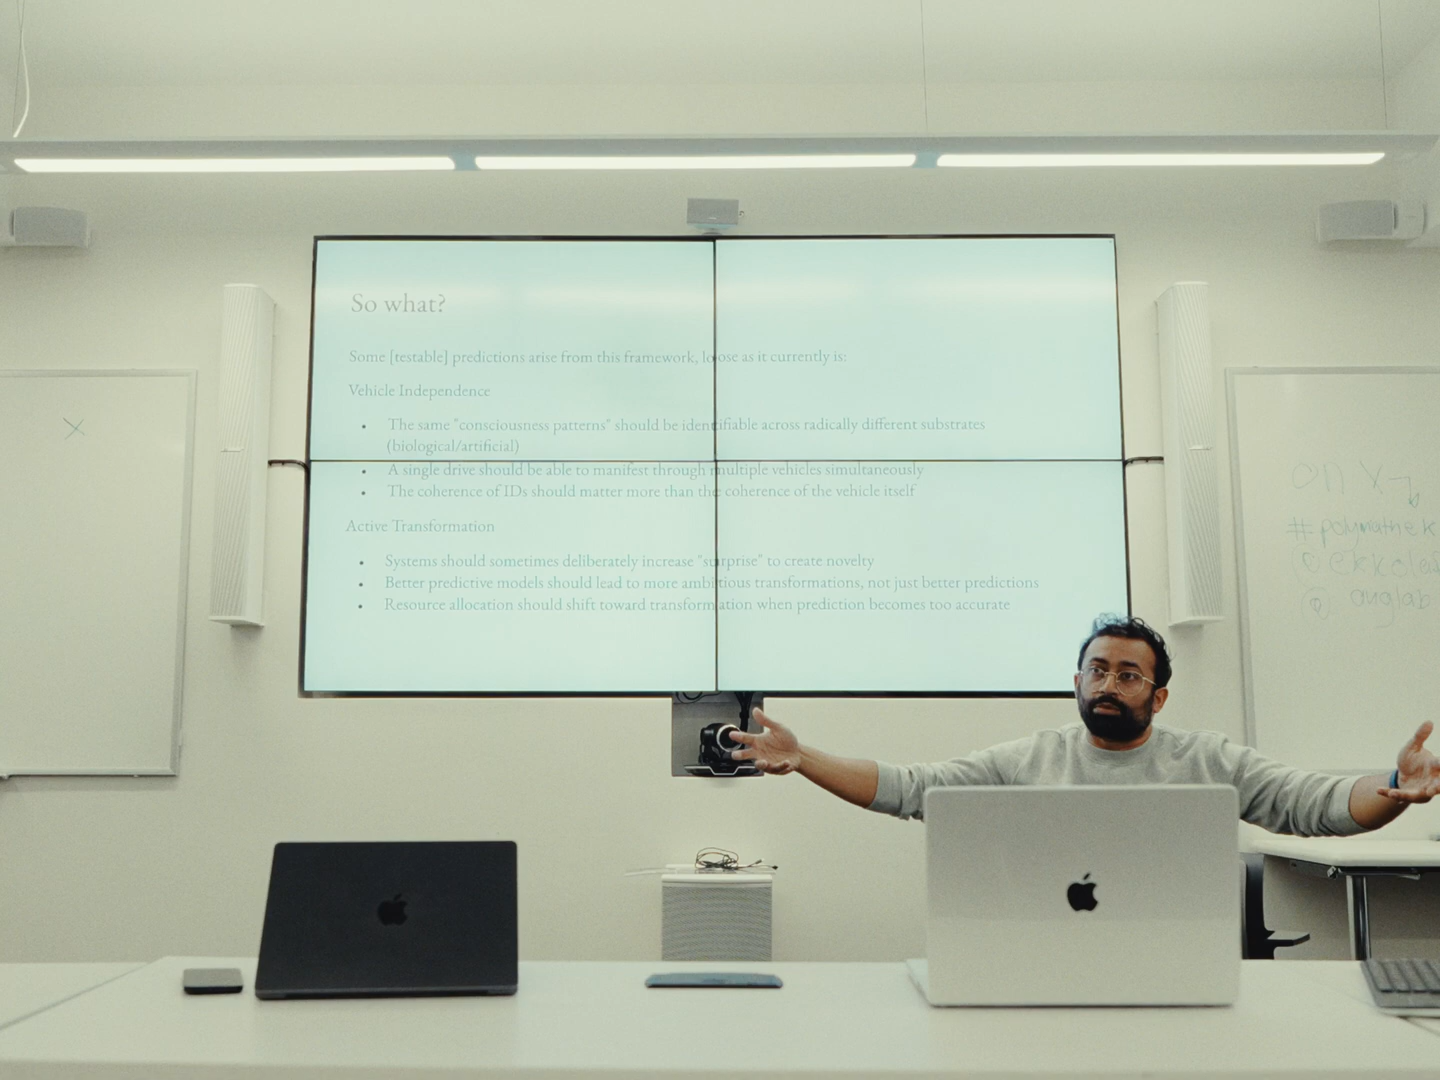 So what?
Some [testable] predictions arise from this framework, loose as it currently is:
Vehicle Independence
• The same "consciousness patterns" should be identifiable across radically different substrates
(biological/artificial)
• A single drive should be able to manifest through multiple vehicles simultaneously
• The coherence of IDs should matter more than the coherence of the vehicle itself
Active Transformation
• Systems should sometimes deliberately increase "surprise" to create novelty
• Better predictive models should lead to more ambitious transformations, not just better predictions
• Resource allocation should shift toward transformation when prediction becomes too accurate
X